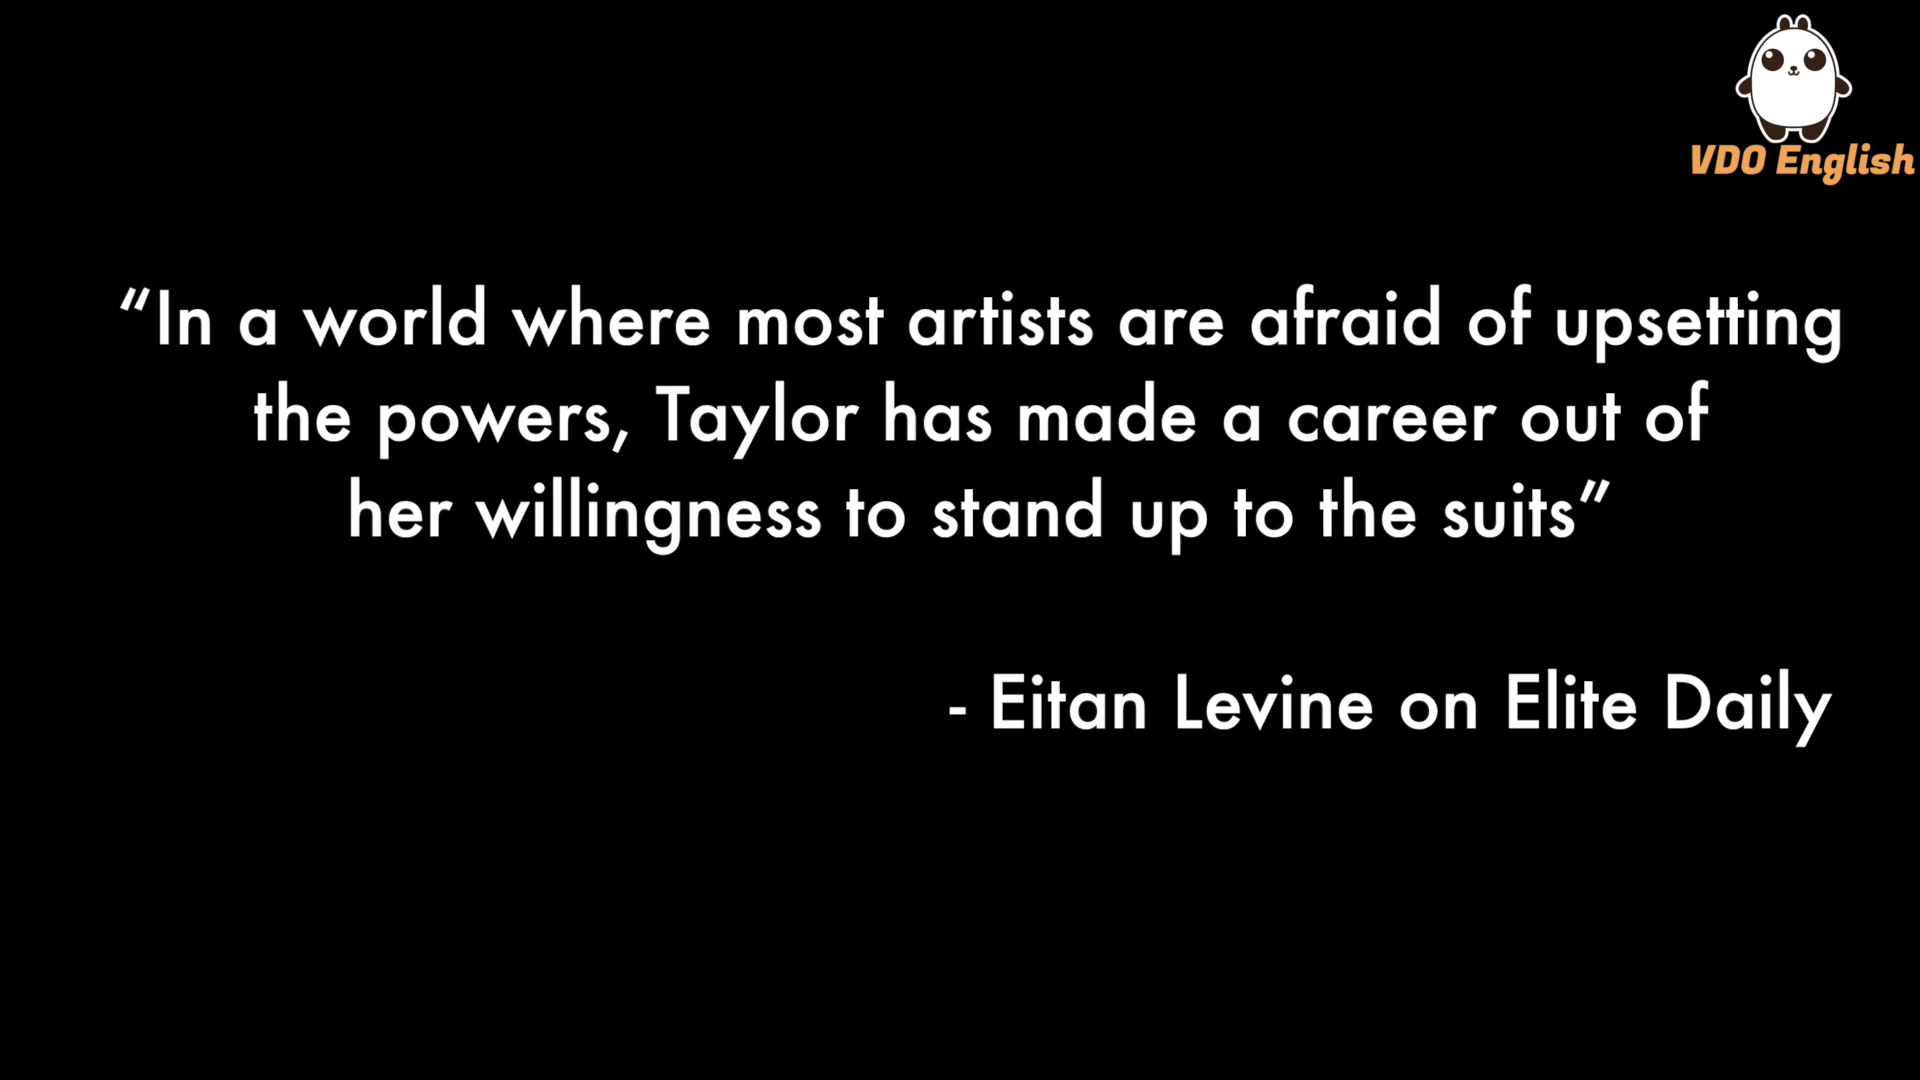 VDO English
“In a world where most artists are afraid of upsetting
the powers, Taylor has made a career out of
her willingness to stand up to the suits”
- Eitan Levine on Elite Daily